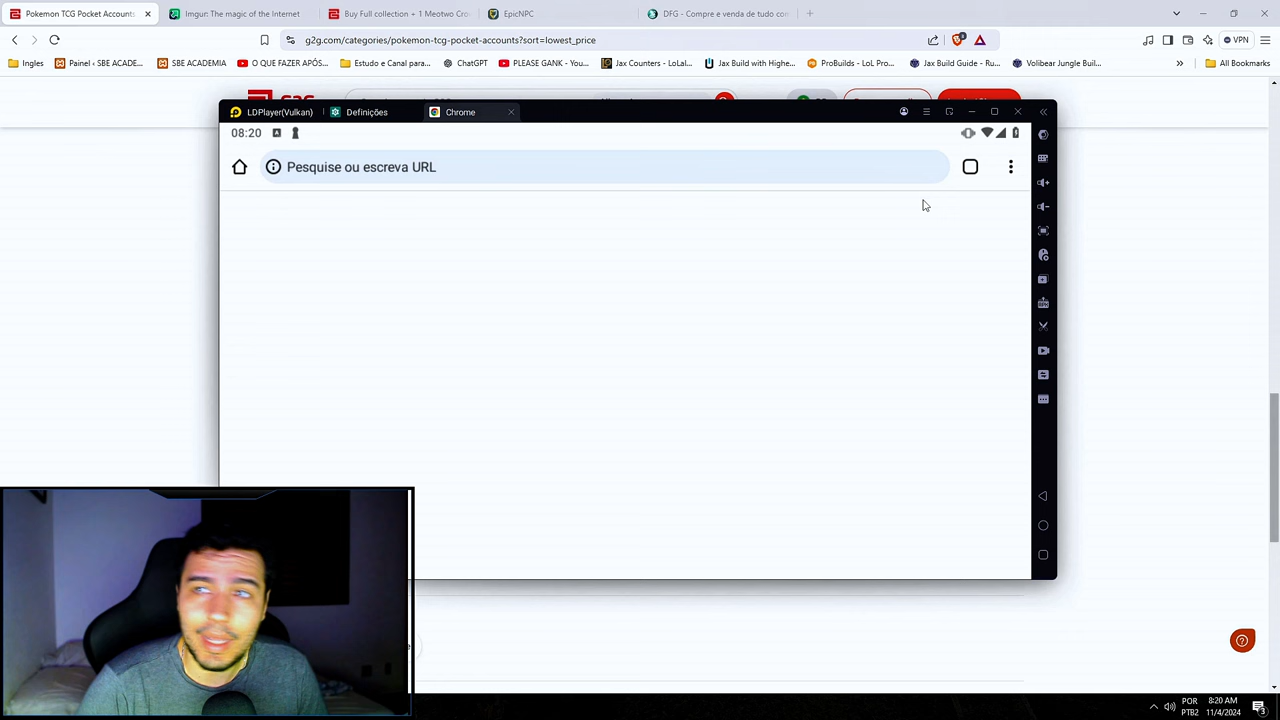 Pokemon TCG Pocket Accounts
Imgur: The magic of the Internet
Buy Full collection + 1 Mewtwo Cro
EpicNPC
DFG - Compre e venda de tudo con
g2g.com/categories/pokemon-tcg-pocket-accounts?sort=lowest_price
VPN
Ingles
Painel ‹ SBE ACADE...
SBE ACADEMIA
O QUE FAZER APÓS...
Estudo e Canal para...
ChatGPT
PLEASE GANK - You...
Jax Counters - LoLal...
Jax Build with Highe...
ProBuilds - LoL Pro...
Jax Build Guide - Ru...
Volibear Jungle Buil...
All Bookmarks
LDPlayer(Vulkan)
Definições
Chrome
08:20
Pesquise ou escreva URL
POR
PTB2
8:20 AM
11/4/2024